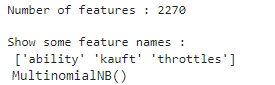 Number of features : 2270
Show some feature names :
['ability' 'kauft' 'throttles']
MultinomialNB()